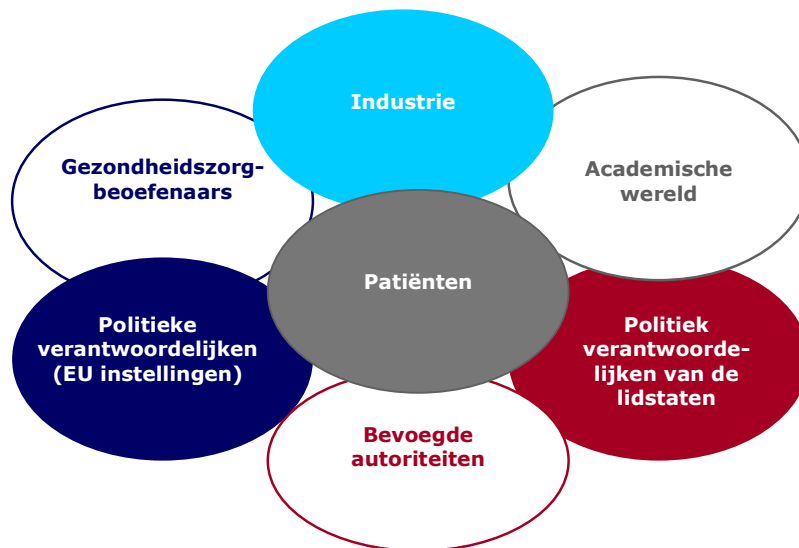 Industrie
Gezondheidszorg-
beoefenaars
Academische
wereld
Patiënten
Politieke
verantwoordelijken
(EU instellingen)
Politiek
verantwoorde-
lijken van de
lidstaten
Bevoegde
autoriteiten